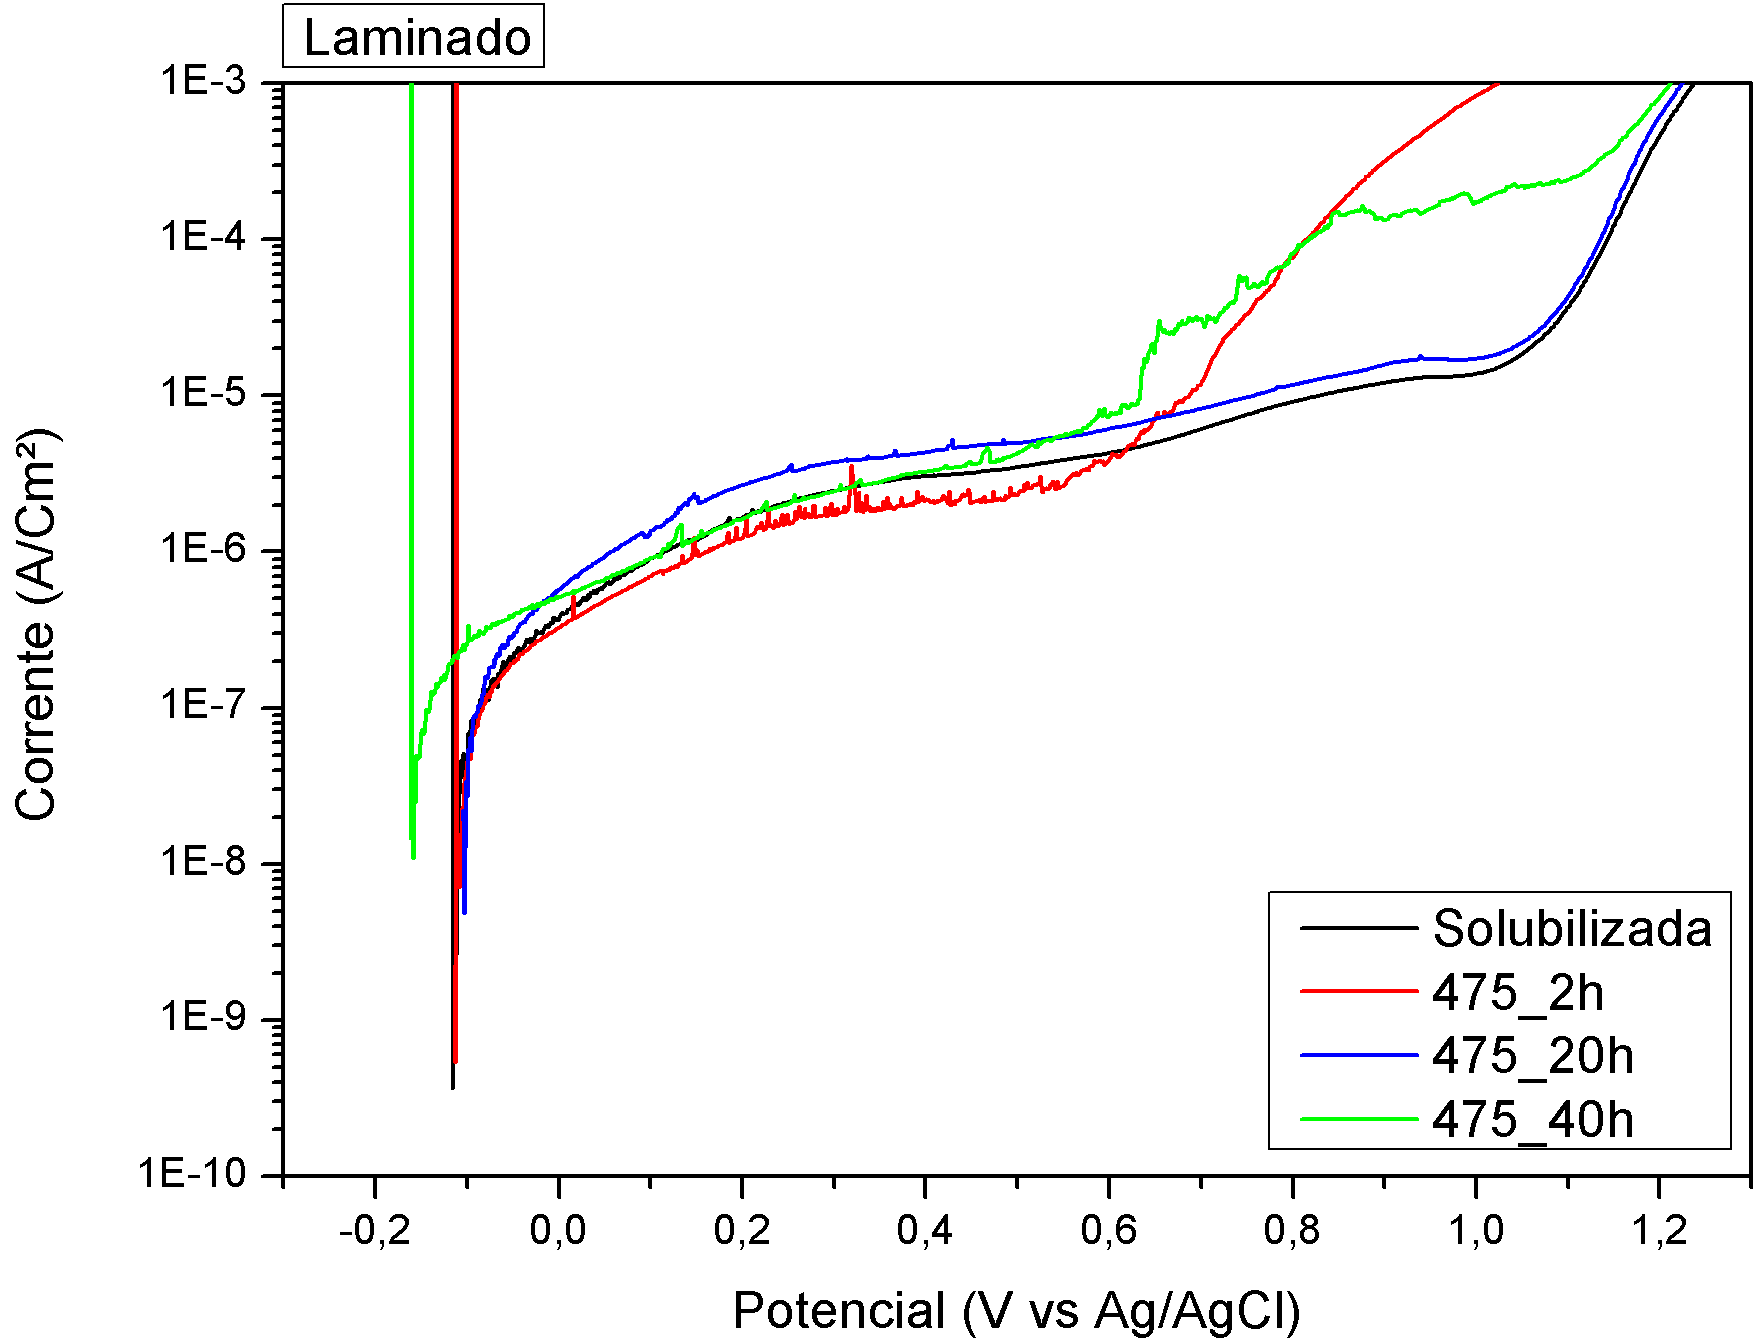 Laminado
1E-3
1E-4
1E-5
1E-6
1E-7
1E-8
1E-9
1E-10
Corrente (A/Cm²)
Solubilizada
475_2h
475_20h
475_40h
-0,2 0,0 0,2 0,4 0,6 0,8 1,0 1,2
Potencial (V vs Ag/AgCl)